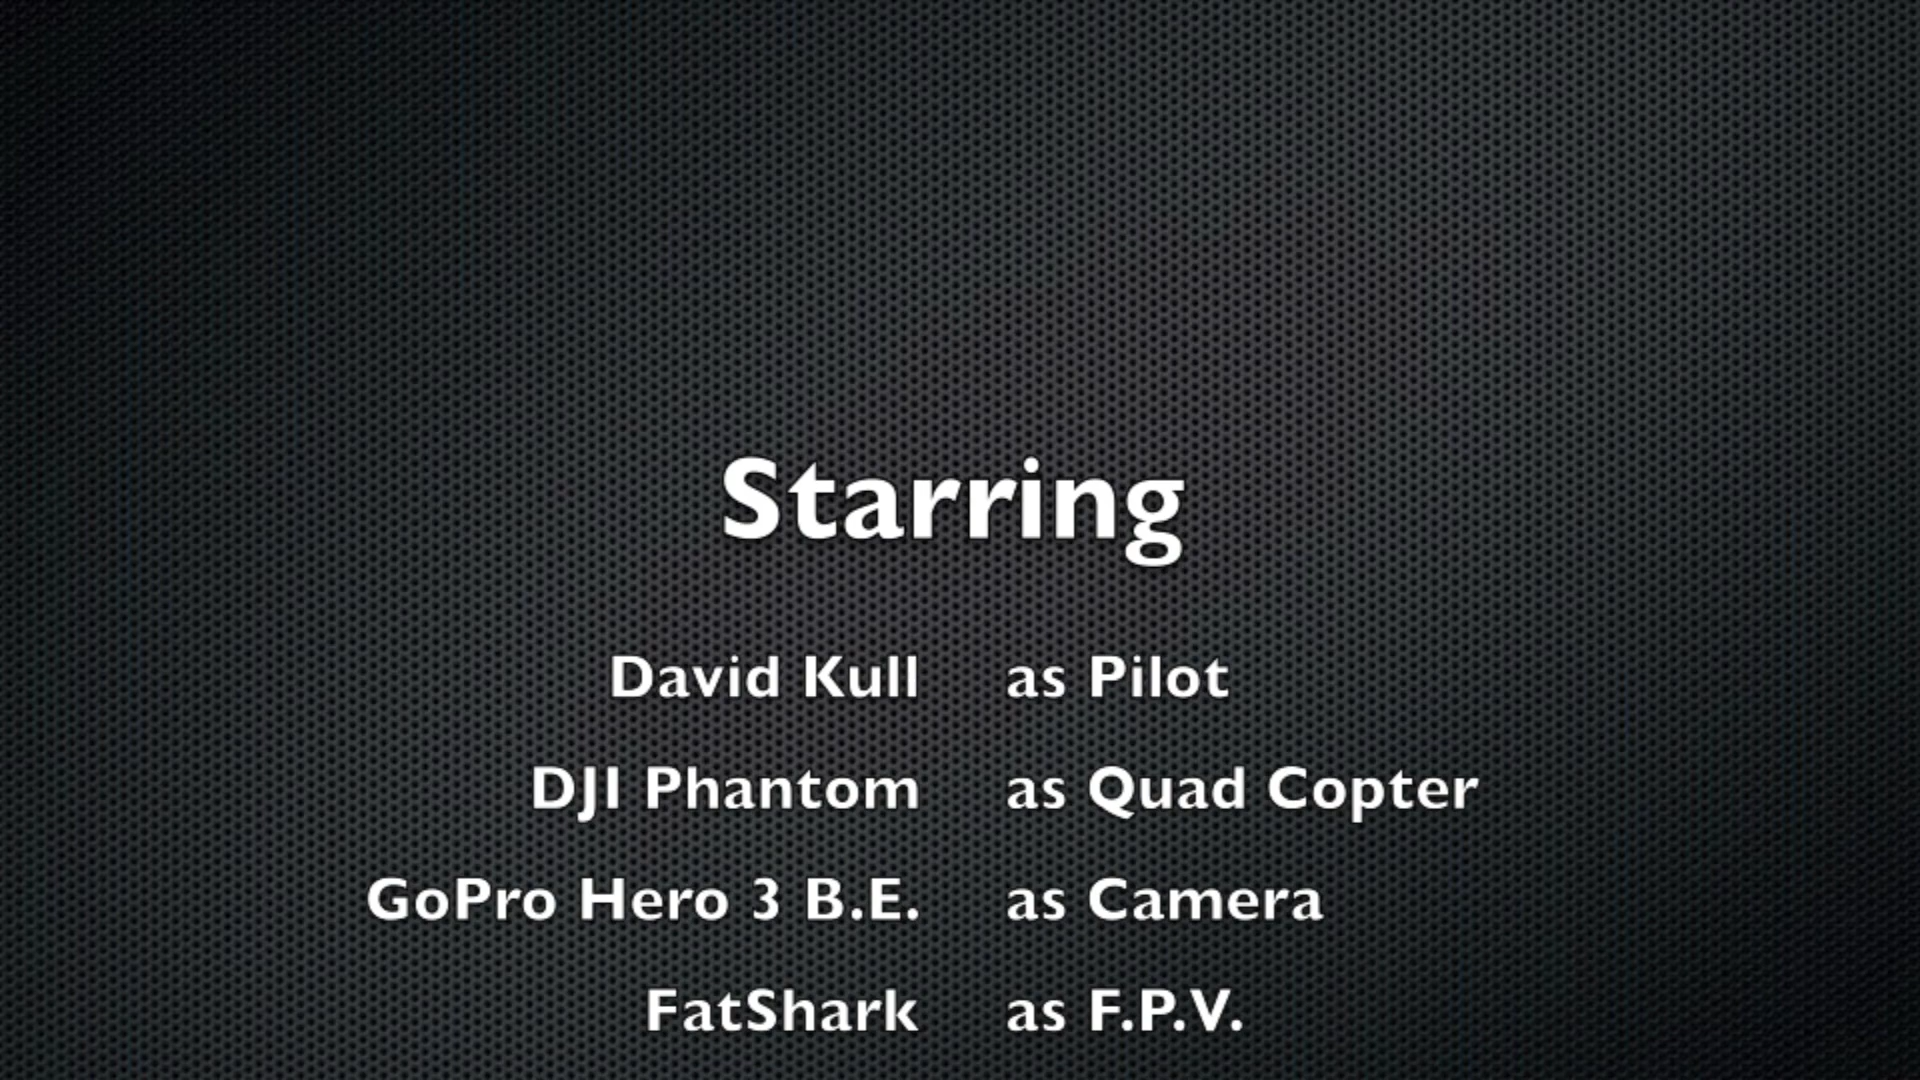 Starring
David Kull as Pilot
DJI Phantom as Quad Copter
GoPro Hero 3 B.E. as Camera
FatShark as F.P.V.